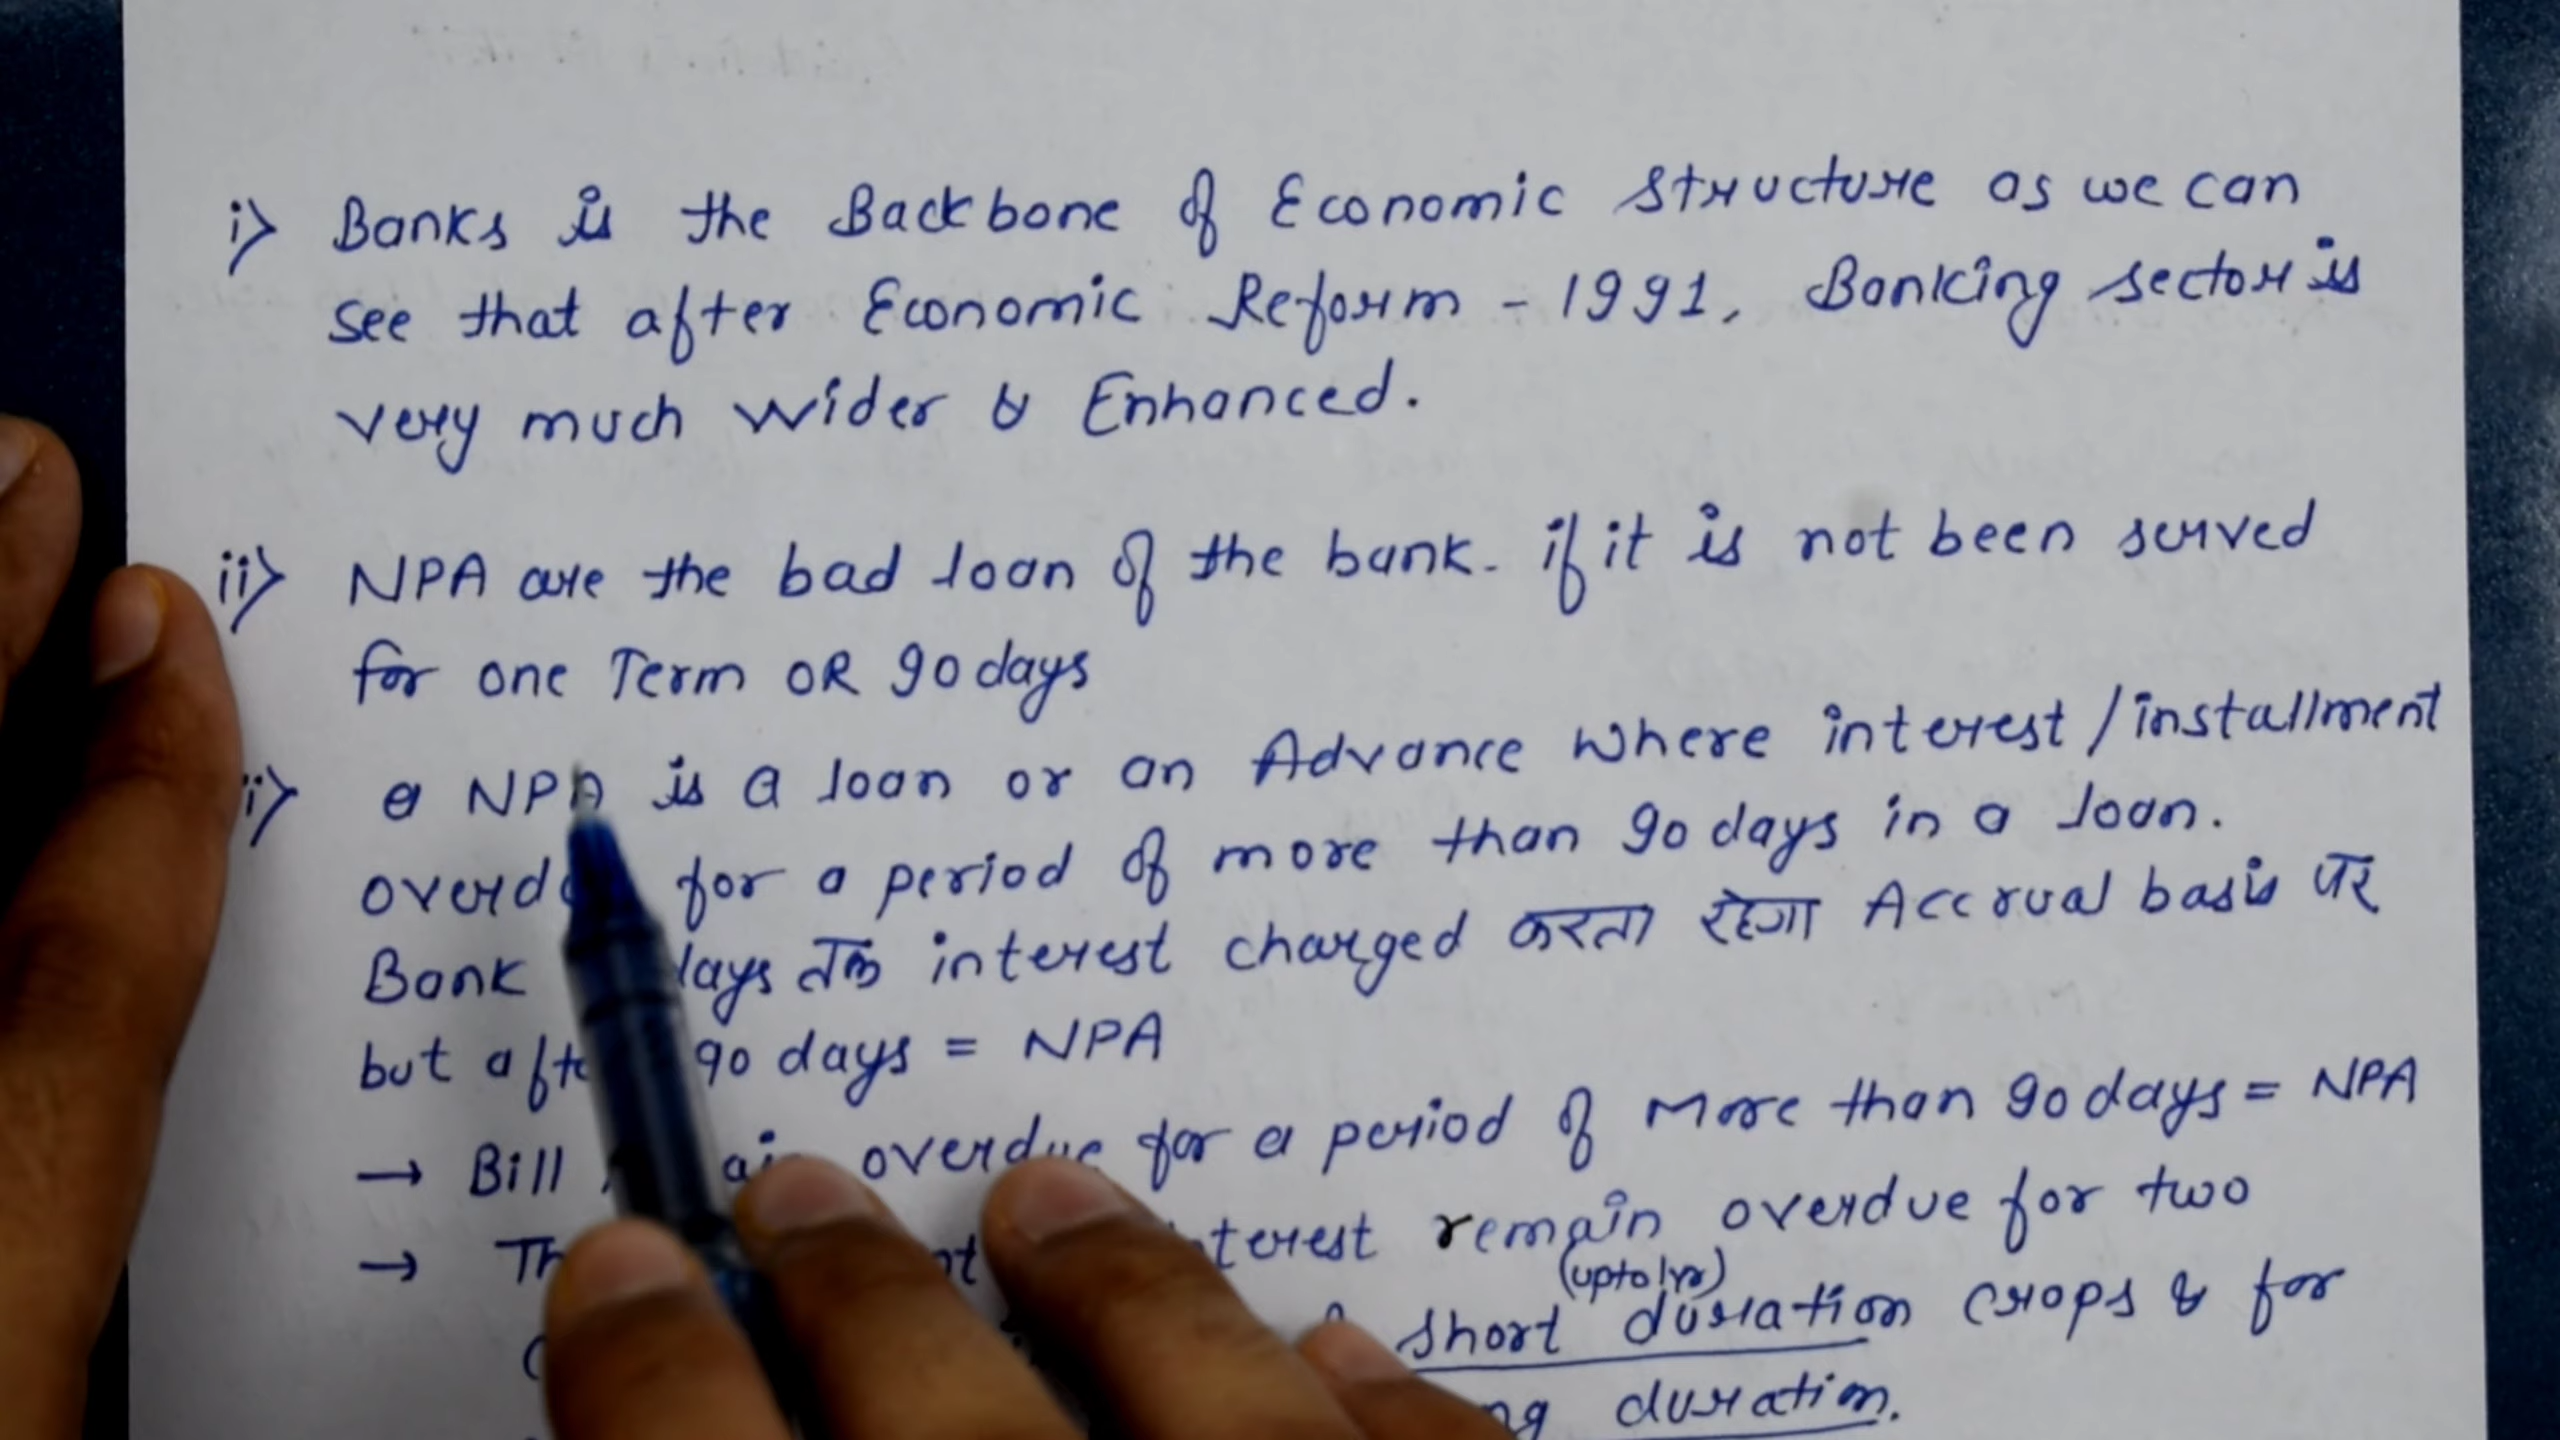 i> Banks is the Backbone of Economic structure as we can
see that after Economic Reform - 1991, Banking sector is
very much wider & Enhanced.
ii> NPA are the bad loan of the bank. if it is not been served
for one Term OR 90 days
a NPA is a loan or an Advance where interest / installment
for a period of more than 90 days in a loan.
Bank तक interest charged करता रहेगा Accrual basis पर
but 90 days = NPA
→ Bill overdue for a period of More than 90 days = NPA
→ remain overdue for two
(upto 1yr)
short duration crops & for
duration.